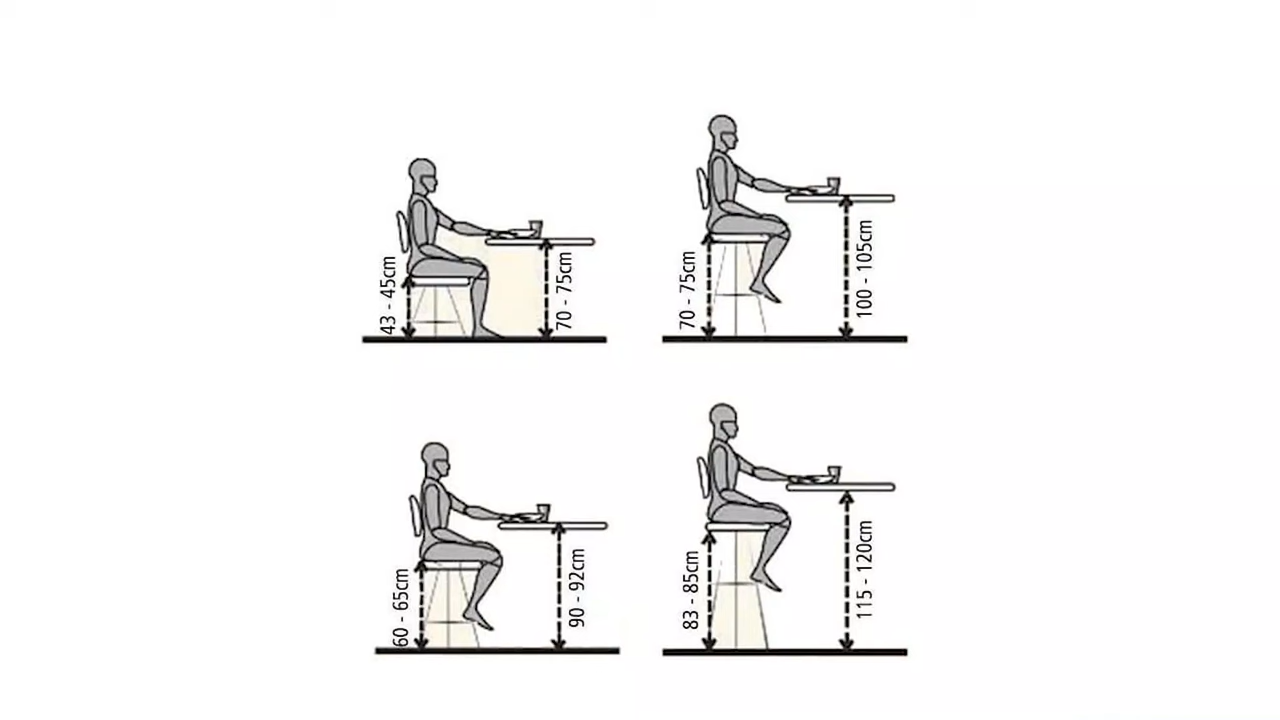 43 - 45cm
70 - 75cm
70 - 75cm
100 - 105cm
60 - 65cm
90 - 92cm
83 - 85cm
115 - 120cm